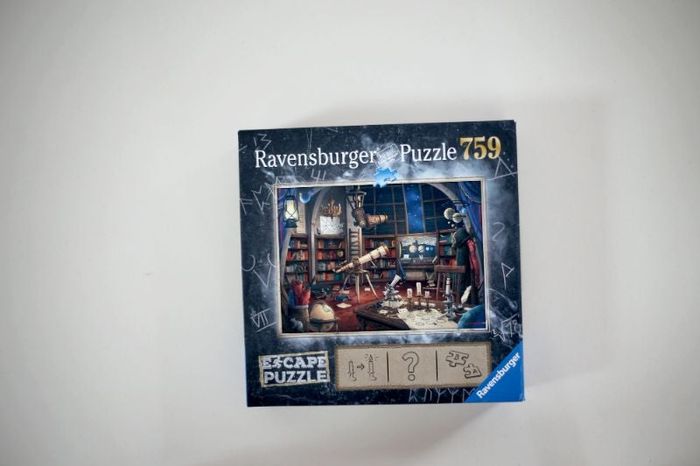 Ravensburger Puzzle 759
ESCAPE
PUZZLE
?
Ravensburger